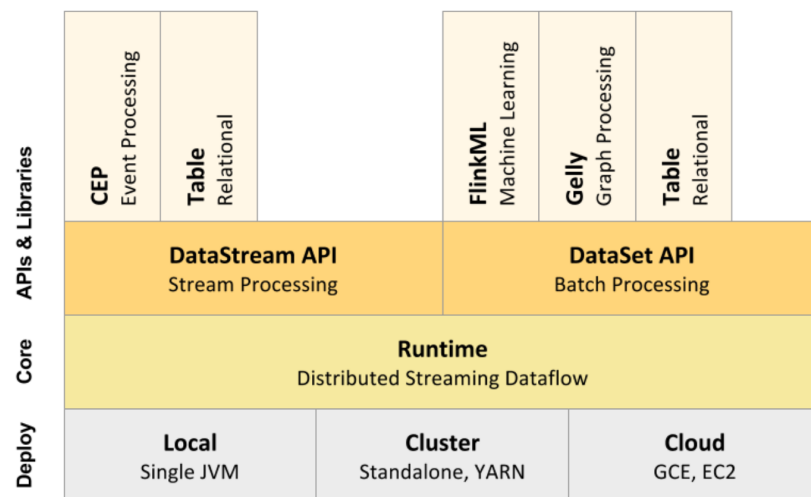 APIs & Libraries
CEP
Event Processing
Table
Relational
FlinkML
Machine Learning
Gelly
Graph Processing
Table
Relational
DataStream API
Stream Processing
DataSet API
Batch Processing
Core
Runtime
Distributed Streaming Dataflow
Deploy
Local
Single JVM
Cluster
Standalone, YARN
Cloud
GCE, EC2